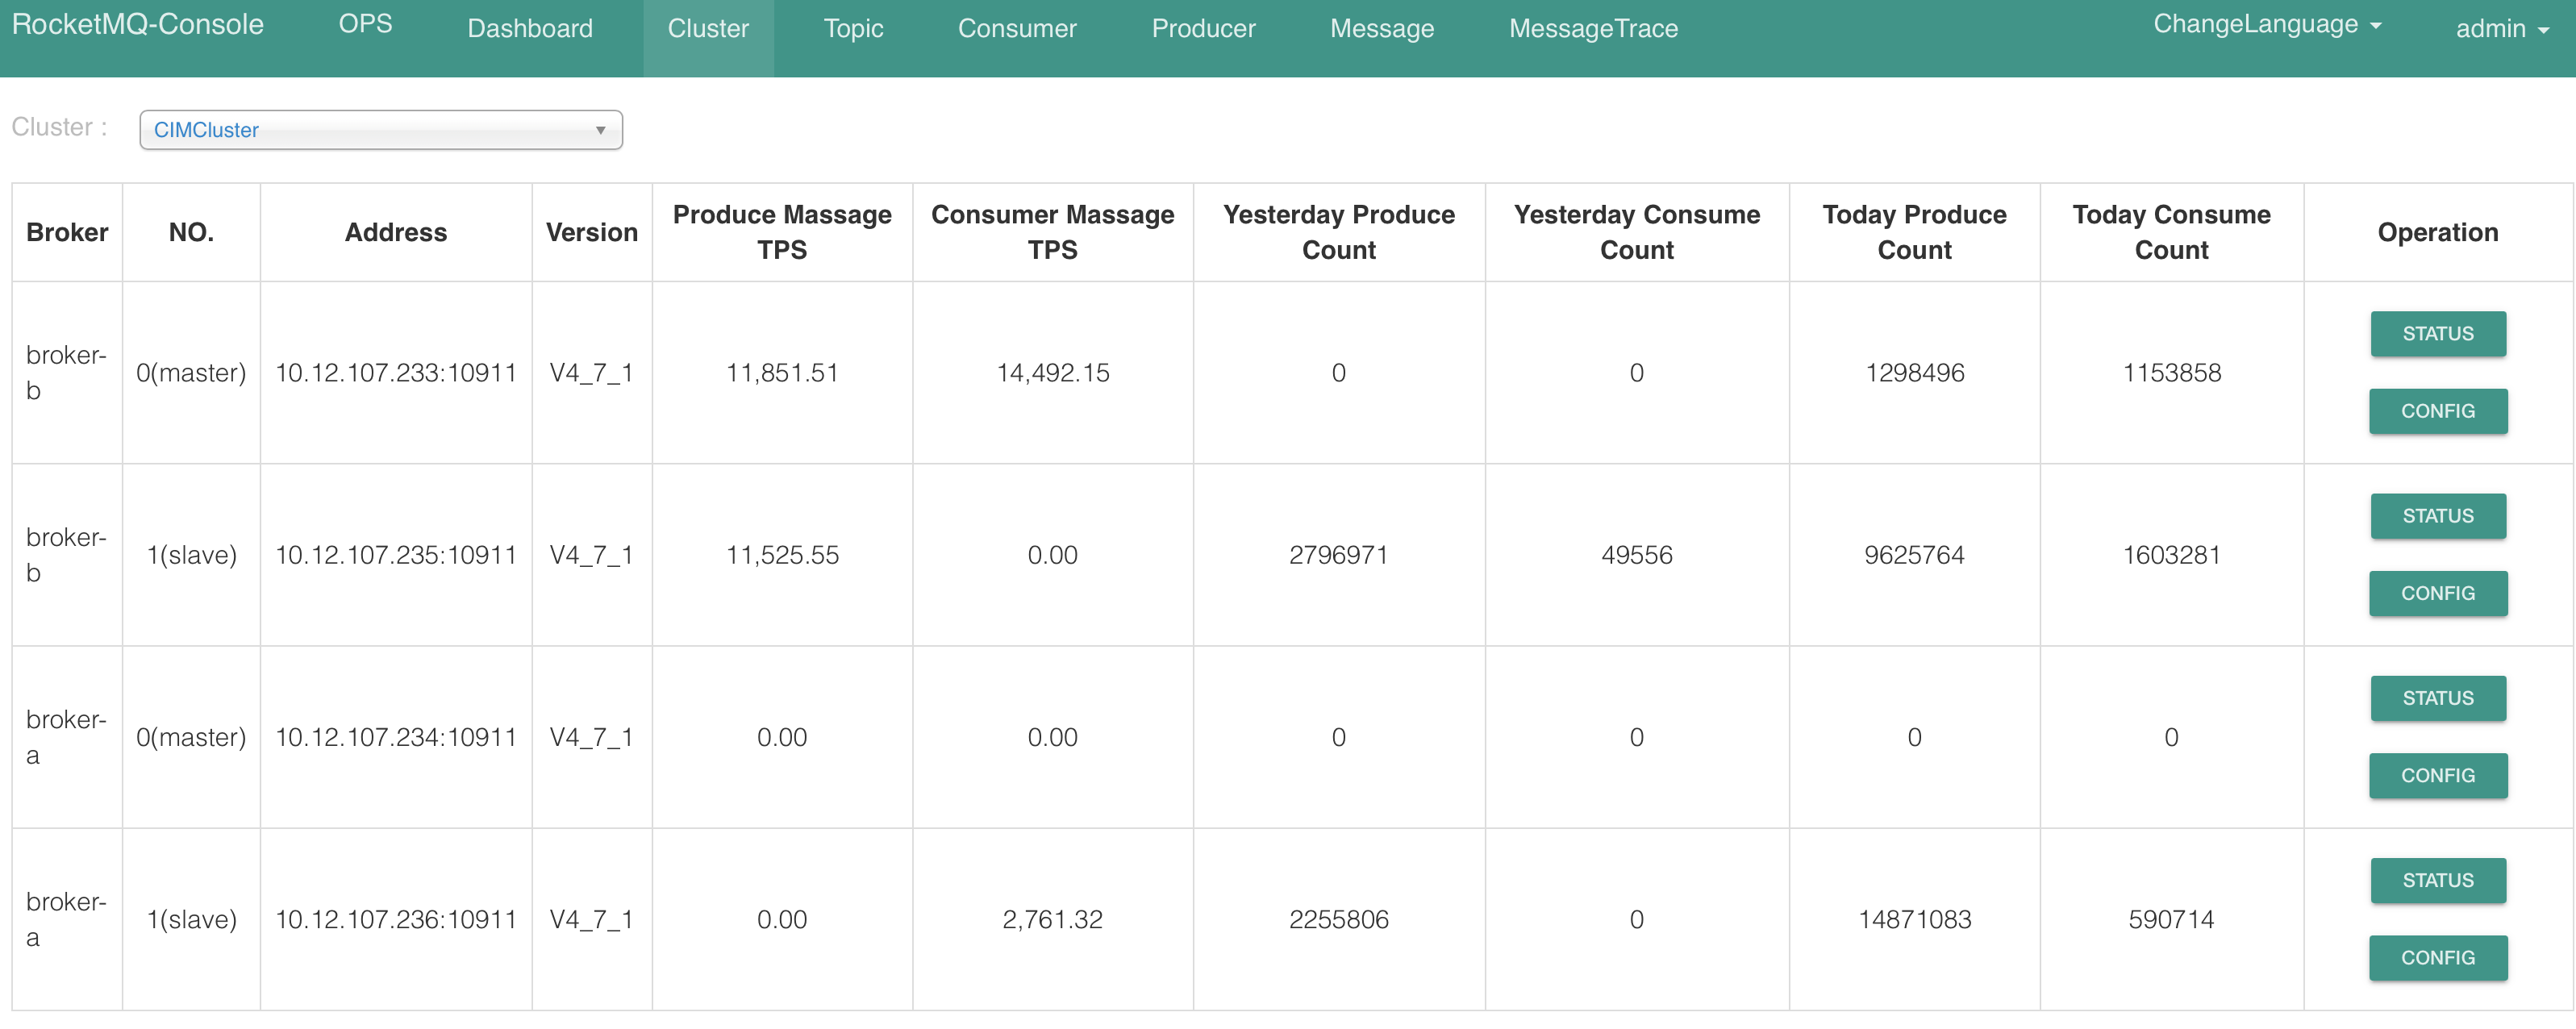 RocketMQ-Console OPS Dashboard Cluster Topic Consumer Producer Message MessageTrace ChangeLanguage admin
Cluster : CIMCluster
Broker NO. Address Version Produce Massage TPS Consumer Massage TPS Yesterday Produce Count Yesterday Consume Count Today Produce Count Today Consume Count Operation
broker-b 0(master) 10.12.107.233:10911 V4_7_1 11,851.51 14,492.15 0 0 1298496 1153858 STATUS CONFIG
broker-b 1(slave) 10.12.107.235:10911 V4_7_1 11,525.55 0.00 2796971 49556 9625764 1603281 STATUS CONFIG
broker-a 0(master) 10.12.107.234:10911 V4_7_1 0.00 0.00 0 0 0 0 STATUS CONFIG
broker-a 1(slave) 10.12.107.236:10911 V4_7_1 0.00 2,761.32 2255806 0 14871083 590714 STATUS CONFIG